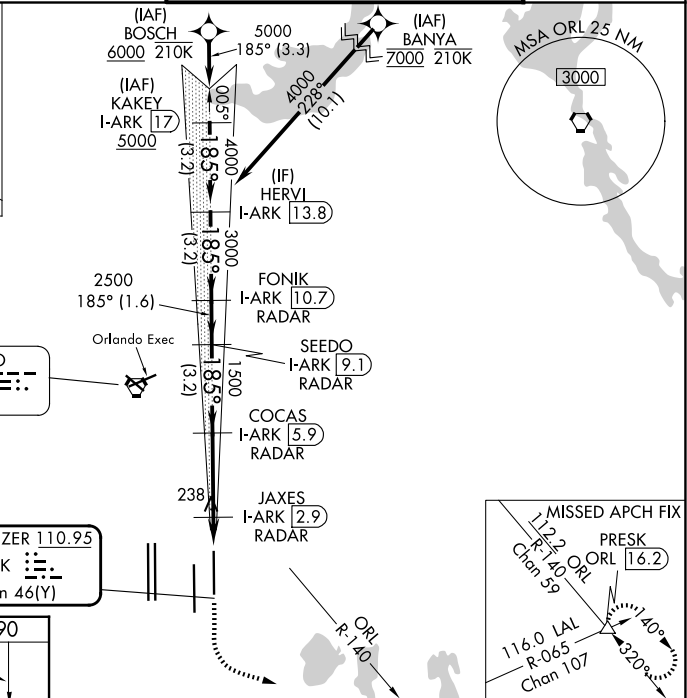 (IAF)
BOSCH
6000 210K
5000
185° (3.3)
(IAF)
BANYA
7000 210K
MSA ORL 25 NM
3000
(IAF)
KAKEY
I-ARK 17
5000
005°
4000
228°
(10.1)
4000
185°
(3.2)
(IF)
HERVI
I-ARK 13.8
3000
185°
(3.2)
2500
185° (1.6)
FONIK
I-ARK 10.7
RADAR
Orlando Exec
SEEDO
I-ARK 9.1
RADAR
1500
185°
(3.2)
COCAS
I-ARK 5.9
RADAR
238
JAXES
I-ARK 2.9
RADAR
ZER 110.95
K
n 46(Y)
90
ORL
R-140
MISSED APCH FIX
112.2 ORL
R-140
Chan 59
PRESK
ORL 16.2
116.0 LAL
R-065
Chan 107
140°
320°